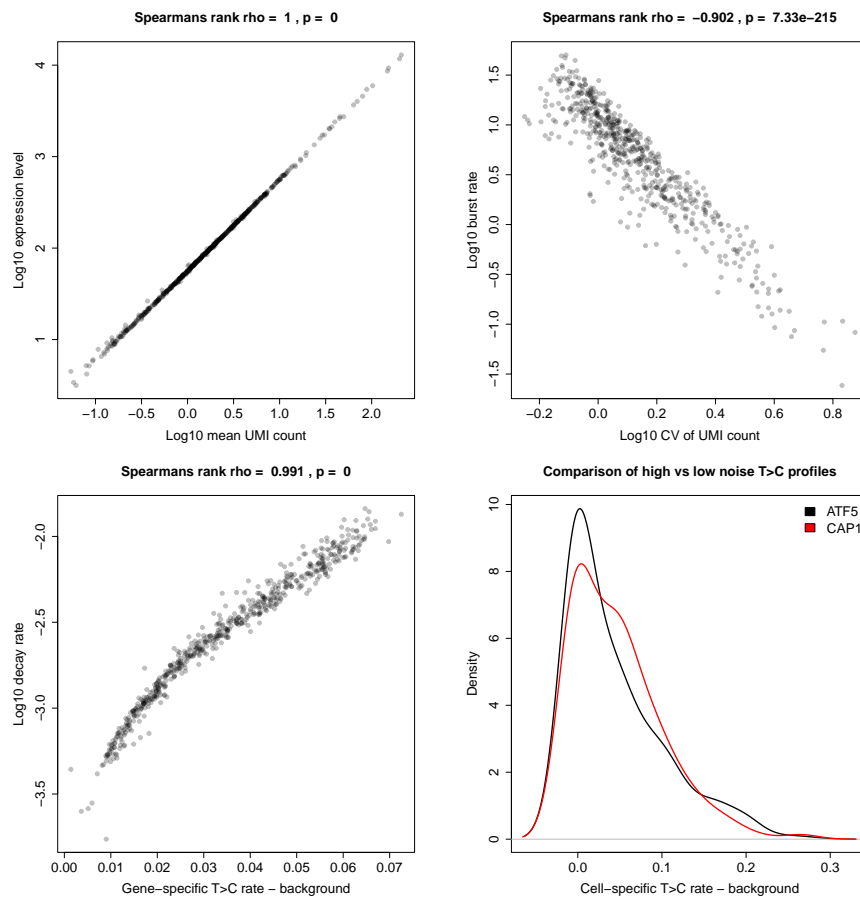 Spearmans rank rho = 1 , p = 0
Log10 expression level
4
3
2
1
−1.0 −0.5 0.0 0.5 1.0 1.5 2.0
Log10 mean UMI count
Spearmans rank rho = −0.902 , p = 7.33e−215
Log10 burst rate
1.5
1.0
0.5
0.0
−0.5
−1.0
−1.5
−0.2 0.0 0.2 0.4 0.6 0.8
Log10 CV of UMI count
Spearmans rank rho = 0.991 , p = 0
Log10 decay rate
−2.0
−2.5
−3.0
−3.5
0.00 0.01 0.02 0.03 0.04 0.05 0.06 0.07
Gene−specific T>C rate − background
Comparison of high vs low noise T>C profiles
ATF5
CAP1
Density
10
8
6
4
2
0
0.0 0.1 0.2 0.3
Cell−specific T>C rate − background